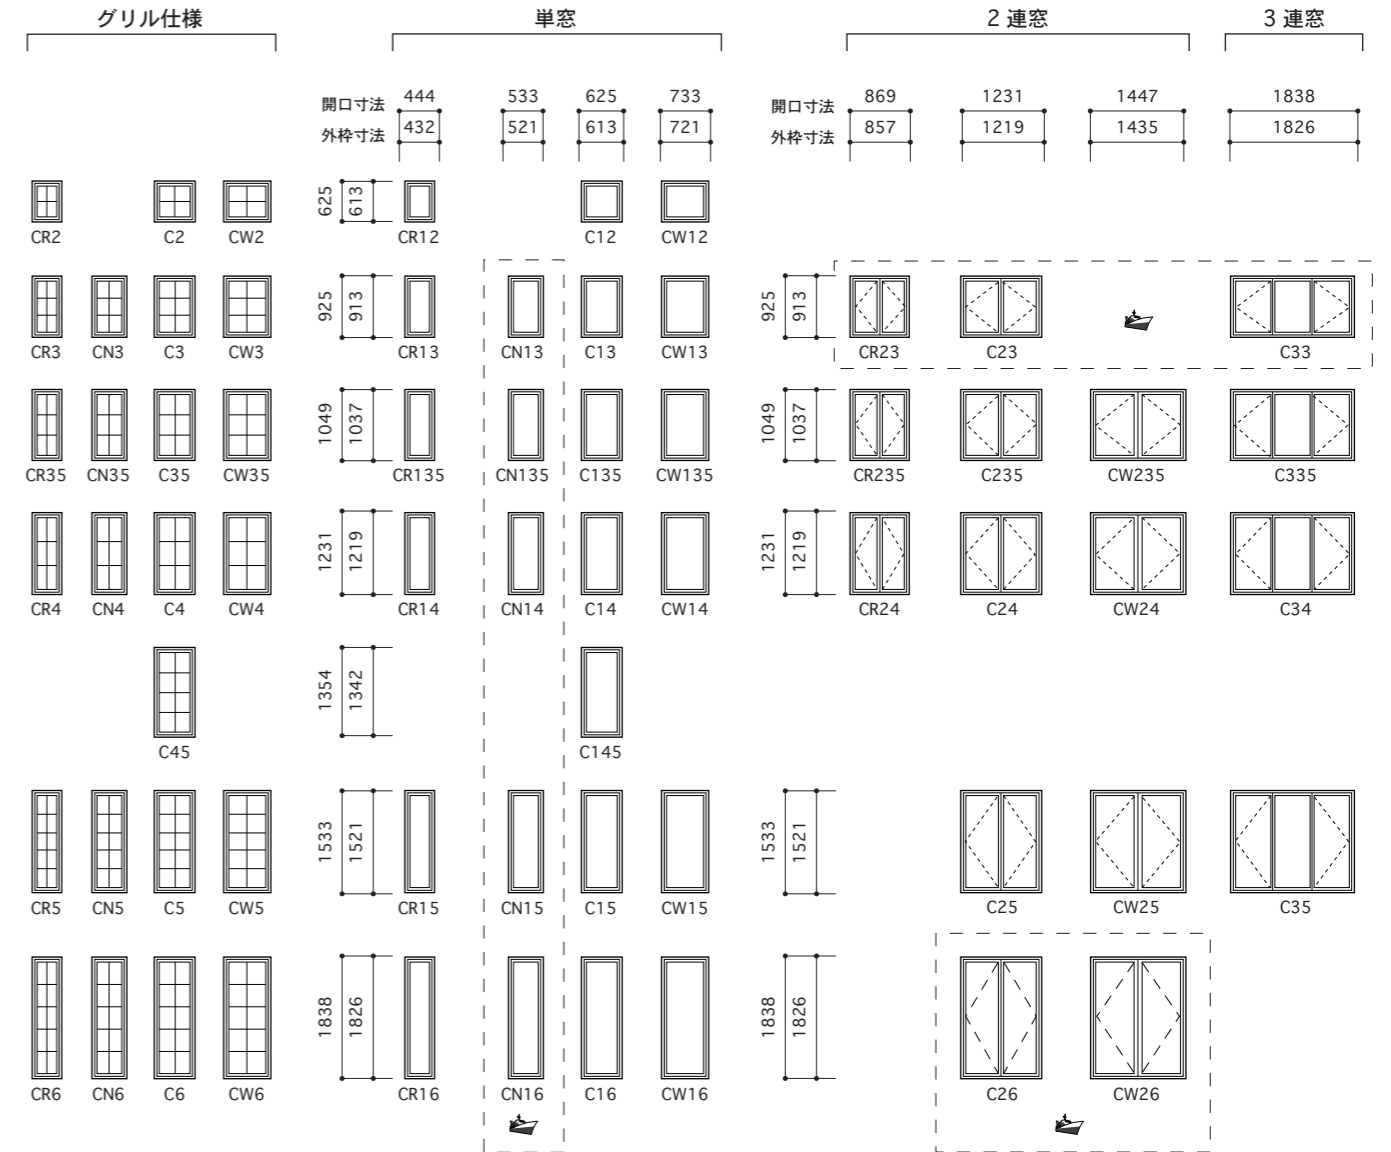 グリル仕様 単窓 2 連窓 3 連窓
開口寸法 444 533 625 733 開口寸法 869 1231 1447 1838
外枠寸法 432 521 613 721 外枠寸法 857 1219 1435 1826
625 613
CR2 C2 CW2 CR12 C12 CW12
925 913 925 913
CR3 CN3 C3 CW3 CR13 CN13 C13 CW13 CR23 C23 C33
1049 1037 1049 1037
CR35 CN35 C35 CW35 CR135 CN135 C135 CW135 CR235 C235 CW235 C335
1231 1219 1231 1219
CR4 CN4 C4 CW4 CR14 CN14 C14 CW14 CR24 C24 CW24 C34
1354 1342
C45 C145
1533 1521 1533 1521
CR5 CN5 C5 CW5 CR15 CN15 C15 CW15 C25 CW25 C35
1838 1826 1838 1826
CR6 CN6 C6 CW6 CR16 CN16 C16 CW16 C26 CW26